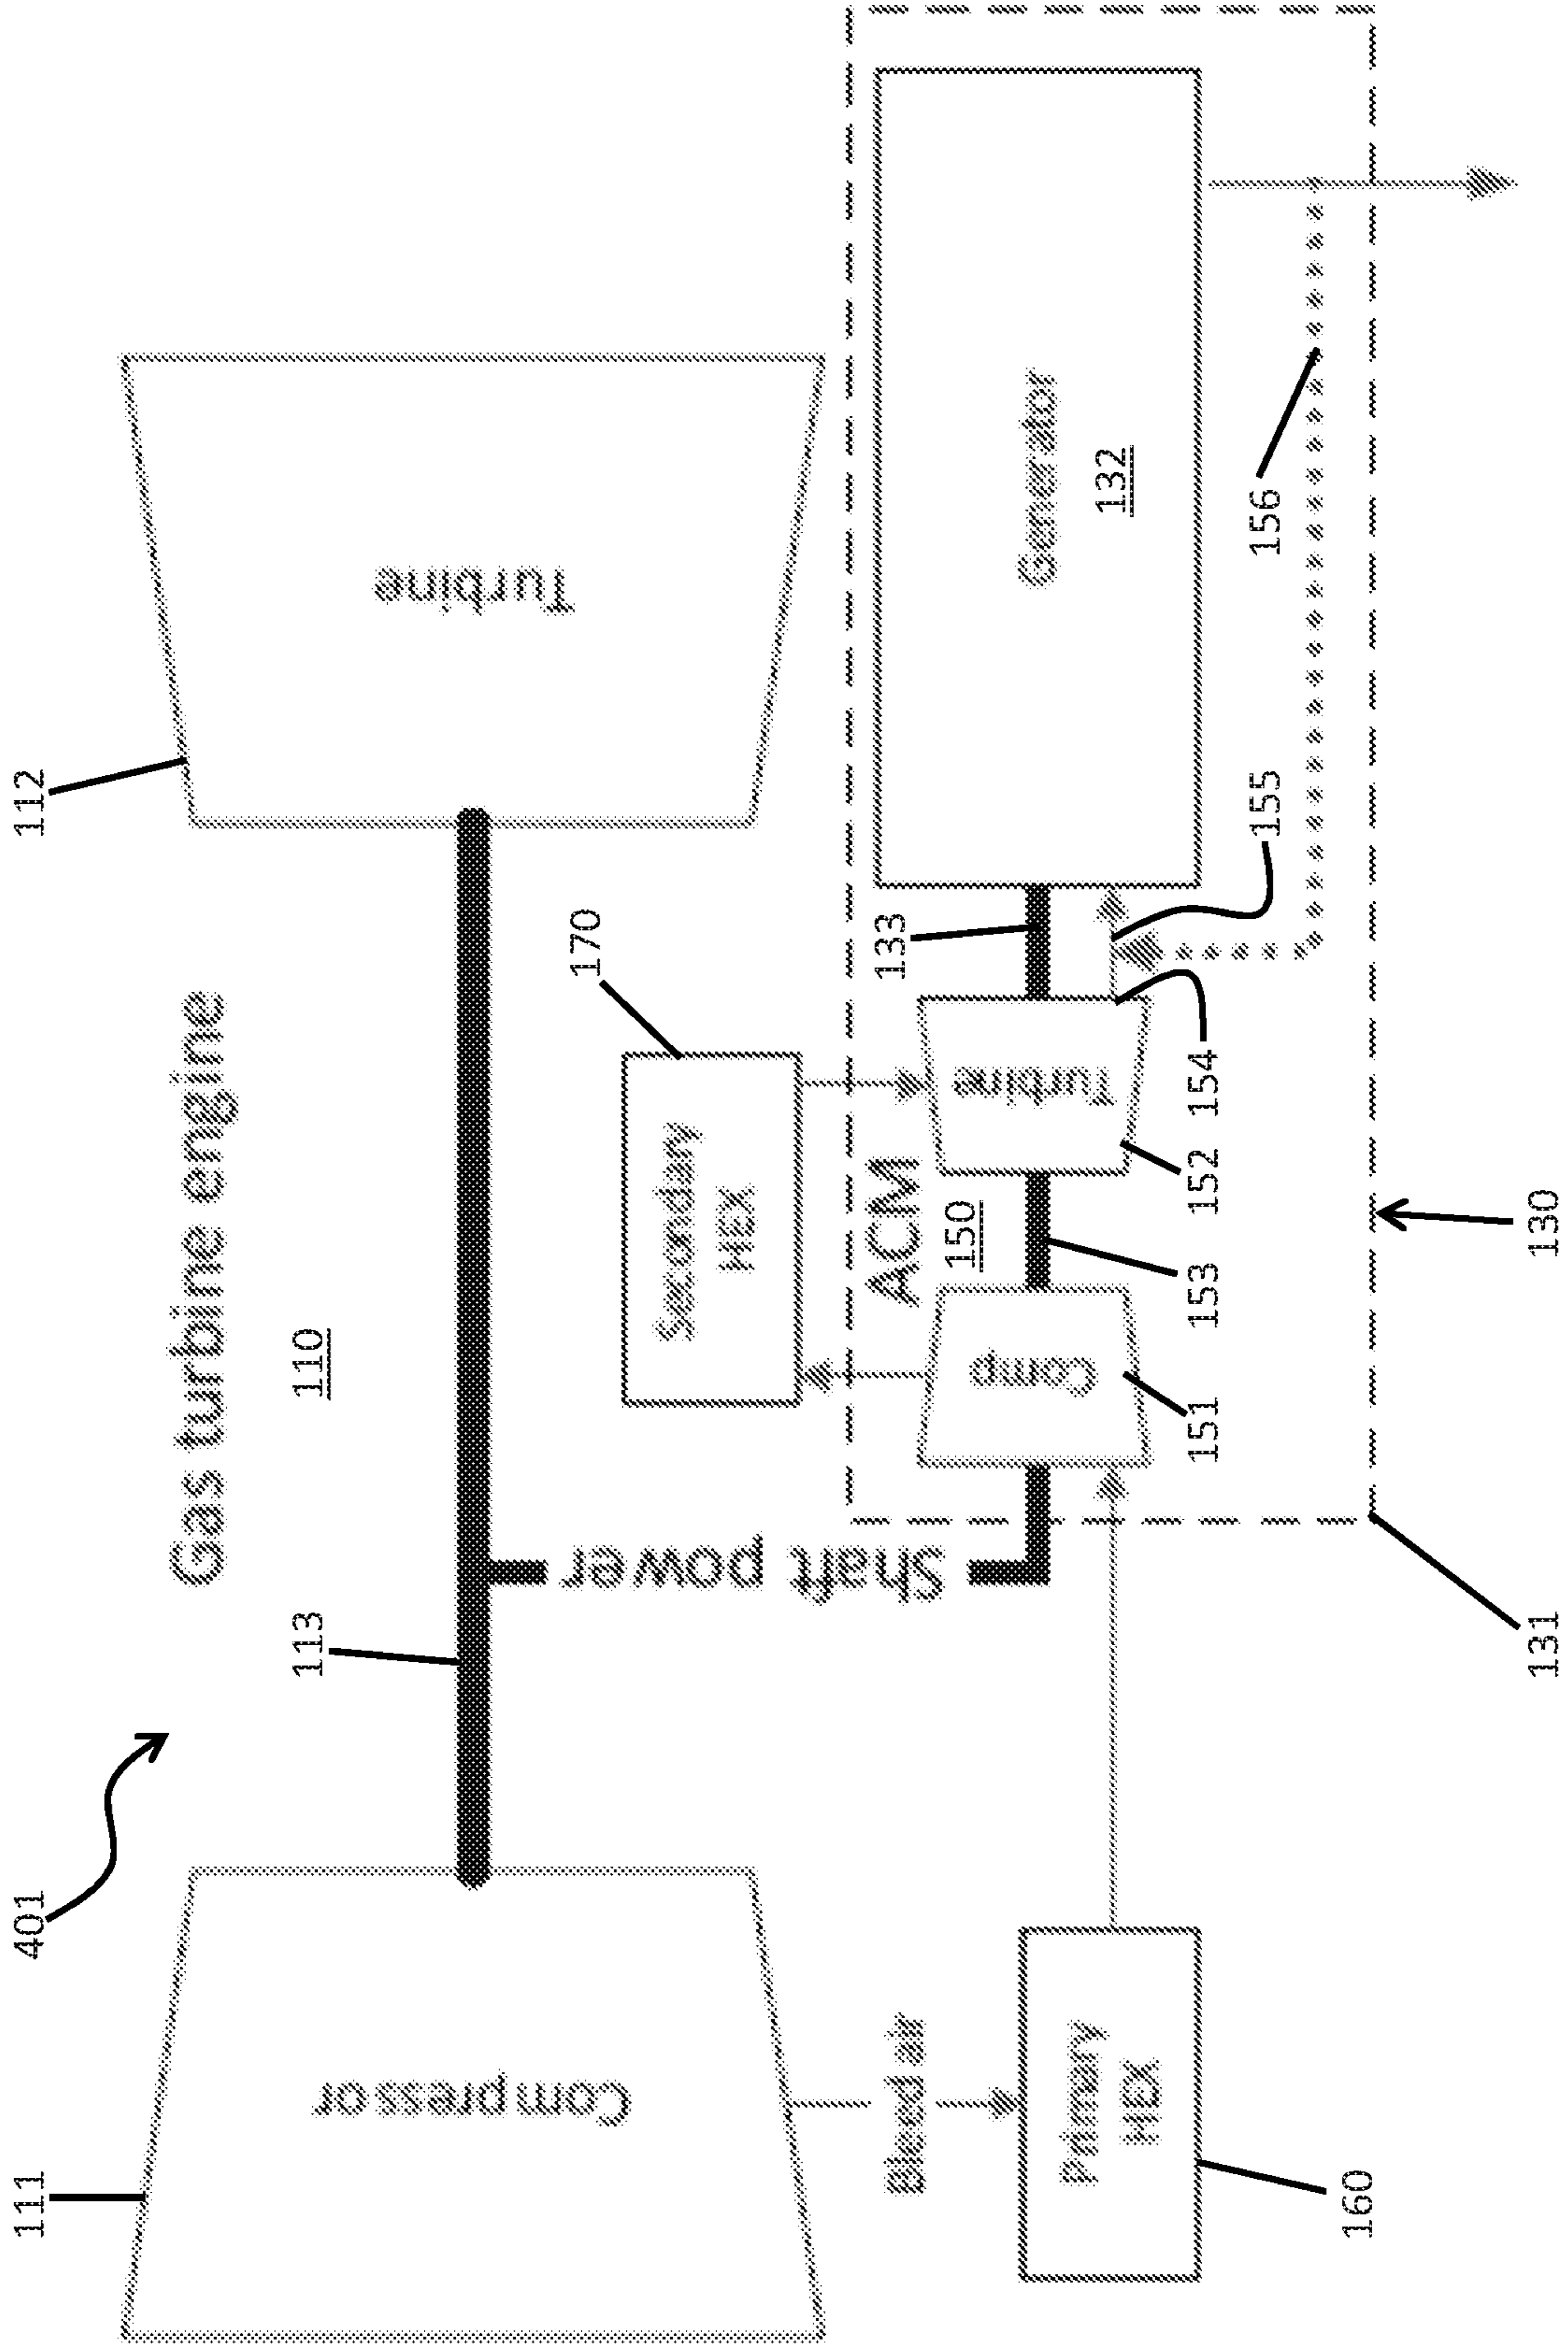 401
Gas turbine engine
110
111
Compressor
113
112
Turbine
Shaft power
Bleed air
Primary
HEX
160
Secondary
HEX
170
ACM
150
Comp
151
153
Turbine
152
154
133
155
Generator
132
156
131
130